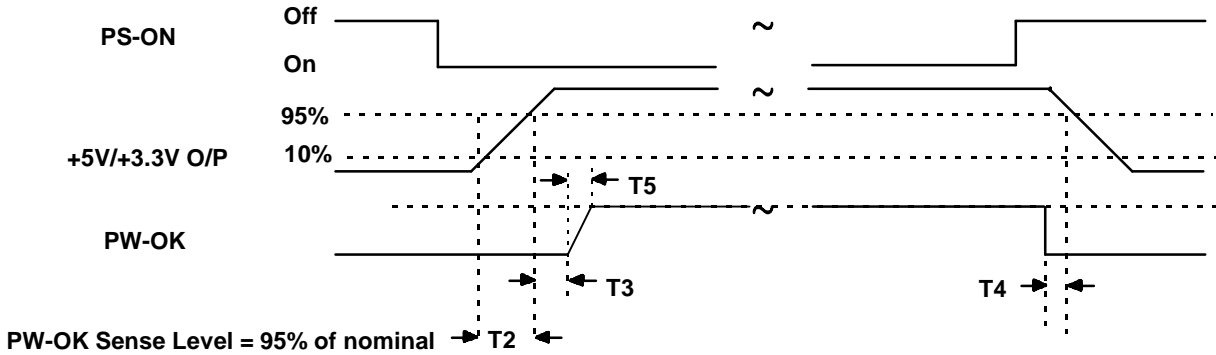 Off
PS-ON
~
On
~
95%
+5V/+3.3V O/P
10%
T5
~
PW-OK
T3
T4
PW-OK Sense Level = 95% of nominal
T2